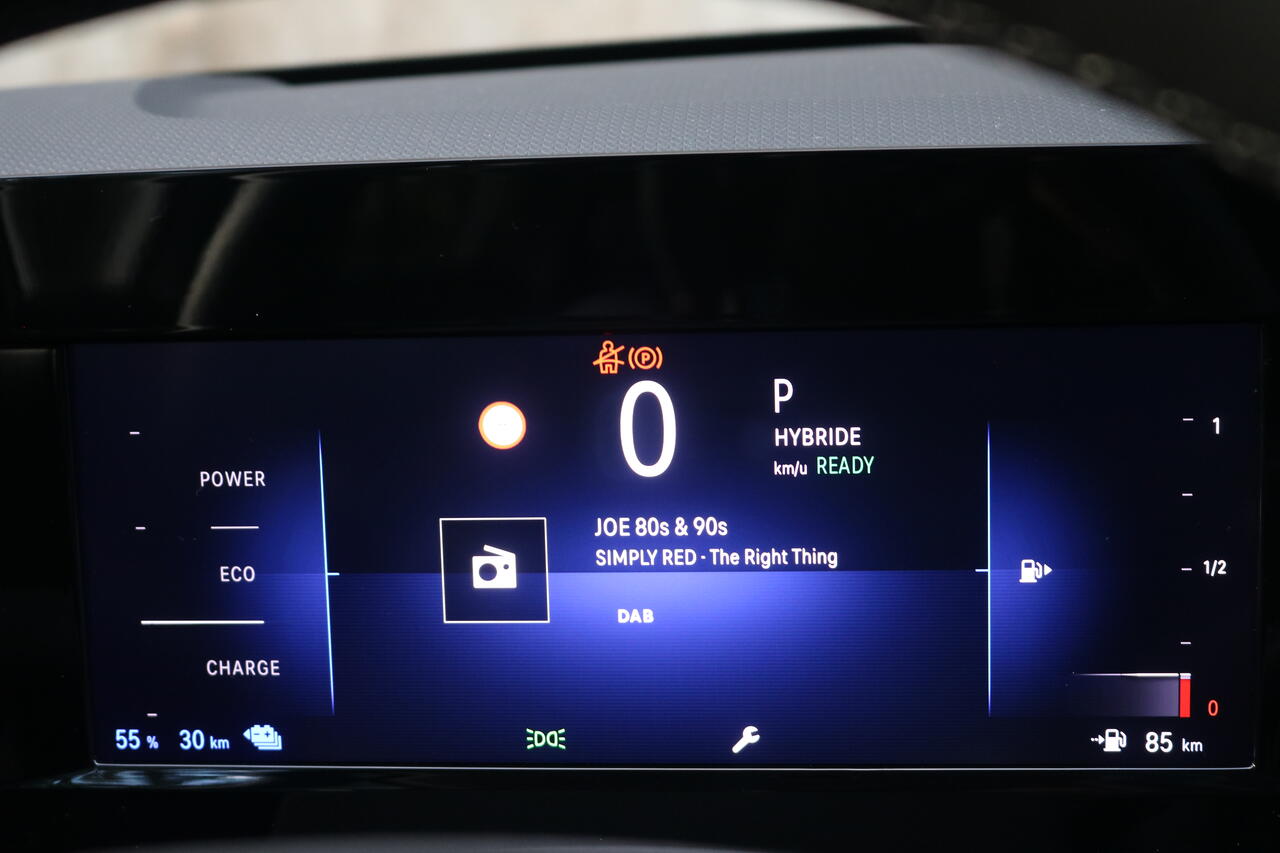 P
0
P
HYBRIDE
km/u READY
1
POWER
JOE 80s & 90s
SIMPLY RED - The Right Thing
ECO
1/2
DAB
CHARGE
0
55 % 30 km
85 km